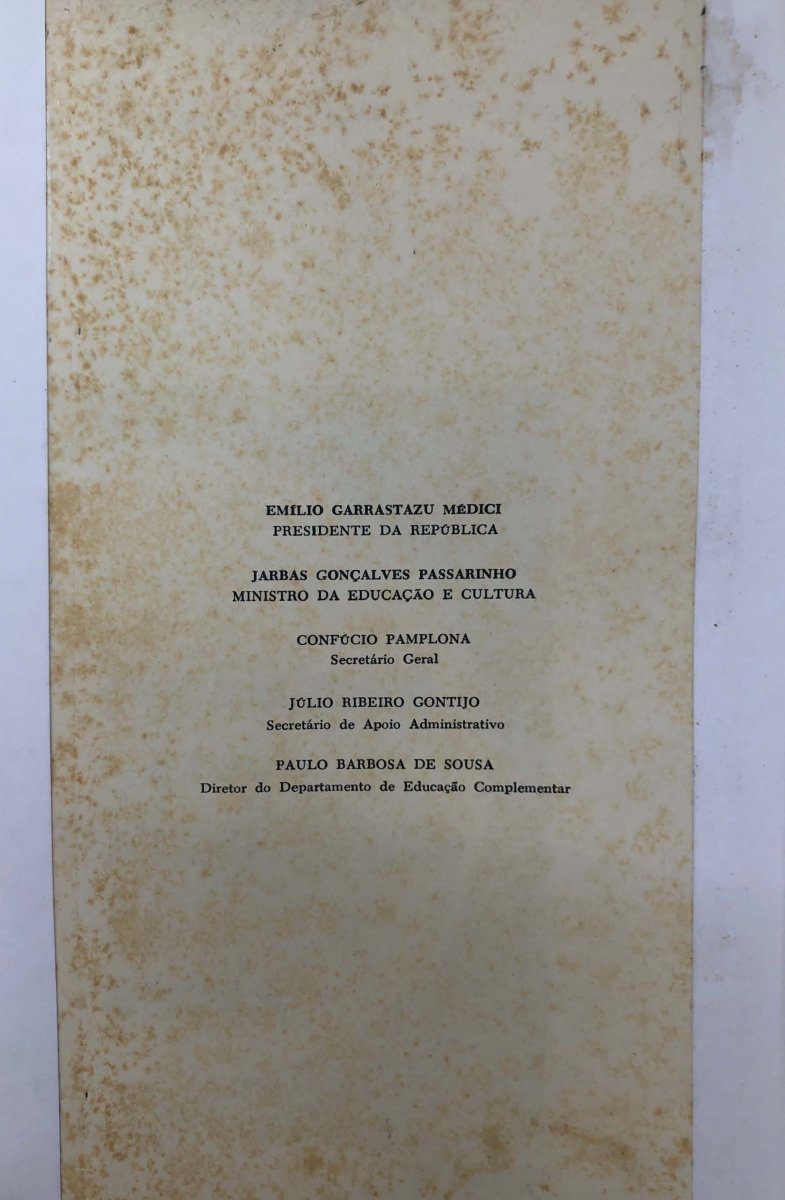 EMÍLIO GARRASTAZU MÉDICI
PRESIDENTE DA REPÚBLICA
JARBAS GONÇALVES PASSARINHO
MINISTRO DA EDUCAÇÃO E CULTURA
CONFÚCIO PAMPLONA
Secretário Geral
JÚLIO RIBEIRO GONTIJO
Secretário de Apoio Administrativo
PAULO BARBOSA DE SOUSA
Diretor do Departamento de Educação Complementar